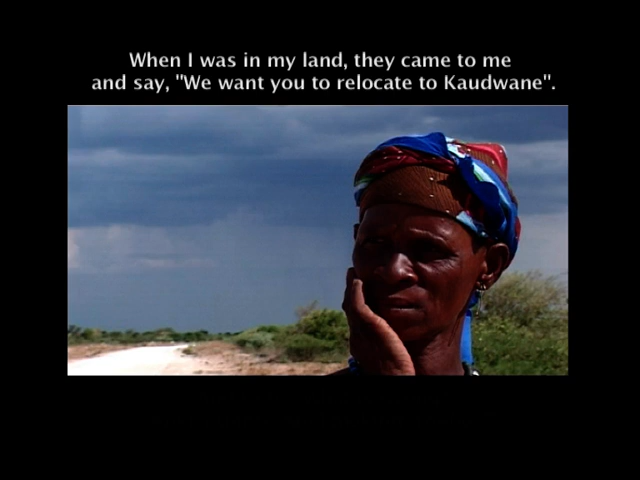 When I was in my land, they came to me
and say, "We want you to relocate to Kaudwane".